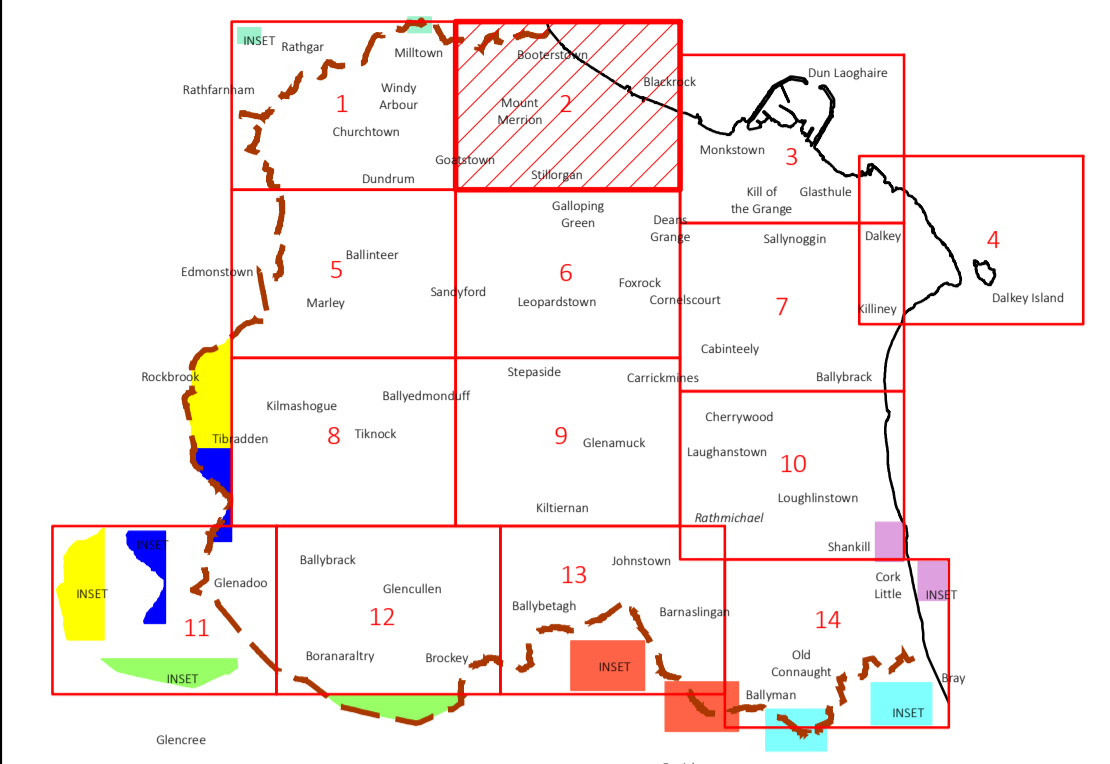 INSET
Rathgar
Milltown
Booterstown
Dun Laoghaire
Rathfarnham
Windy
Arbour
1
Mount
Merrion
2
Blackrock
Churchtown
Goatstown
Dundrum
Stillorgan
Monkstown
3
Kill of
the Grange
Glasthule
Galloping
Green
Deans
Grange
Sallynoggin
Dalkey
4
Dalkey Island
Edmonstown
5
Ballinteer
Marley
Sandyford
6
Leopardstown
Foxrock
Cornelscourt
7
Killiney
Cabinteely
Rockbrook
Stepaside
Carrickmines
Ballybrack
Kilmashogue
Ballyedmonduff
Tibradden
8
Tiknock
9
Glenamuck
Cherrywood
Laughanstown
10
Loughlinstown
Kiltiernan
Rathmichael
Shankill
INSET
INSET
Glenadoo
11
INSET
Ballybrack
Glencullen
12
Boranaraltry
Brockey
13
Johnstown
Ballybetagh
Barnaslingan
INSET
Cork
Little
INSET
14
Old
Connaught
Ballyman
Bray
INSET
Glencree